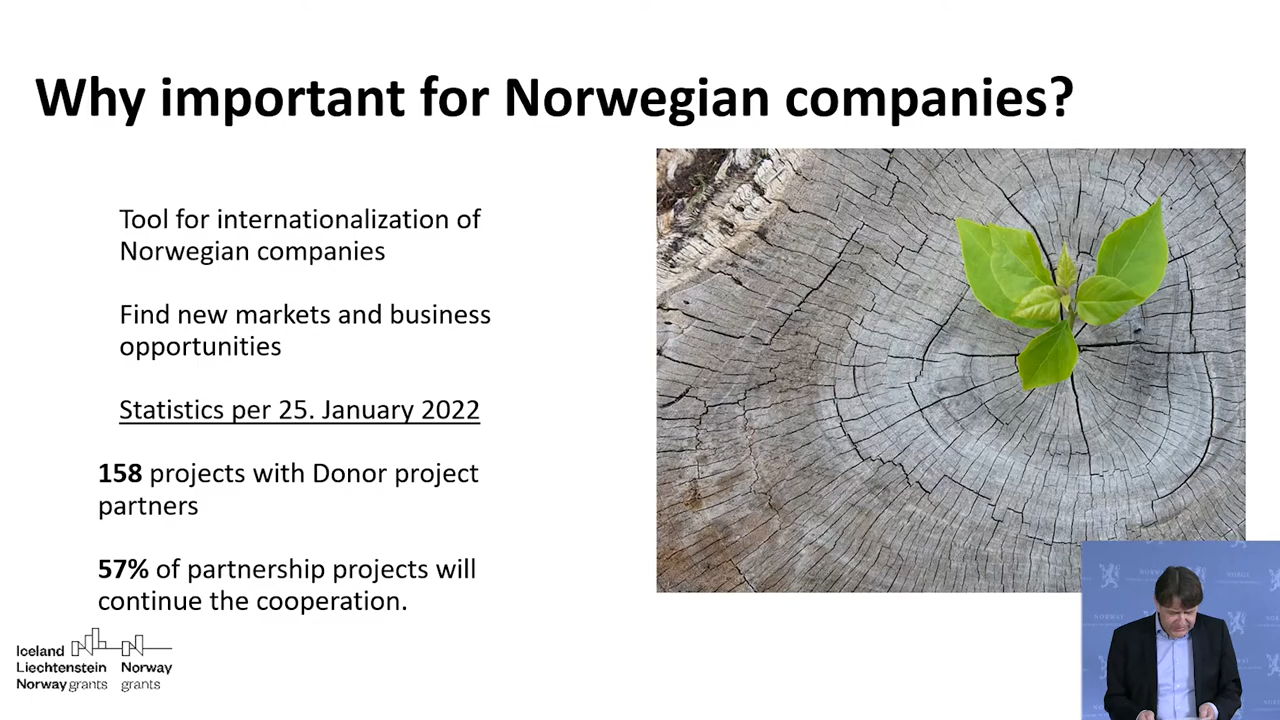 Why important for Norwegian companies?
Tool for internationalization of
Norwegian companies
Find new markets and business
opportunities
Statistics per 25. January 2022
158 projects with Donor project
partners
57% of partnership projects will
continue the cooperation.
Iceland
Liechtenstein
Norway grants
Norway
grants